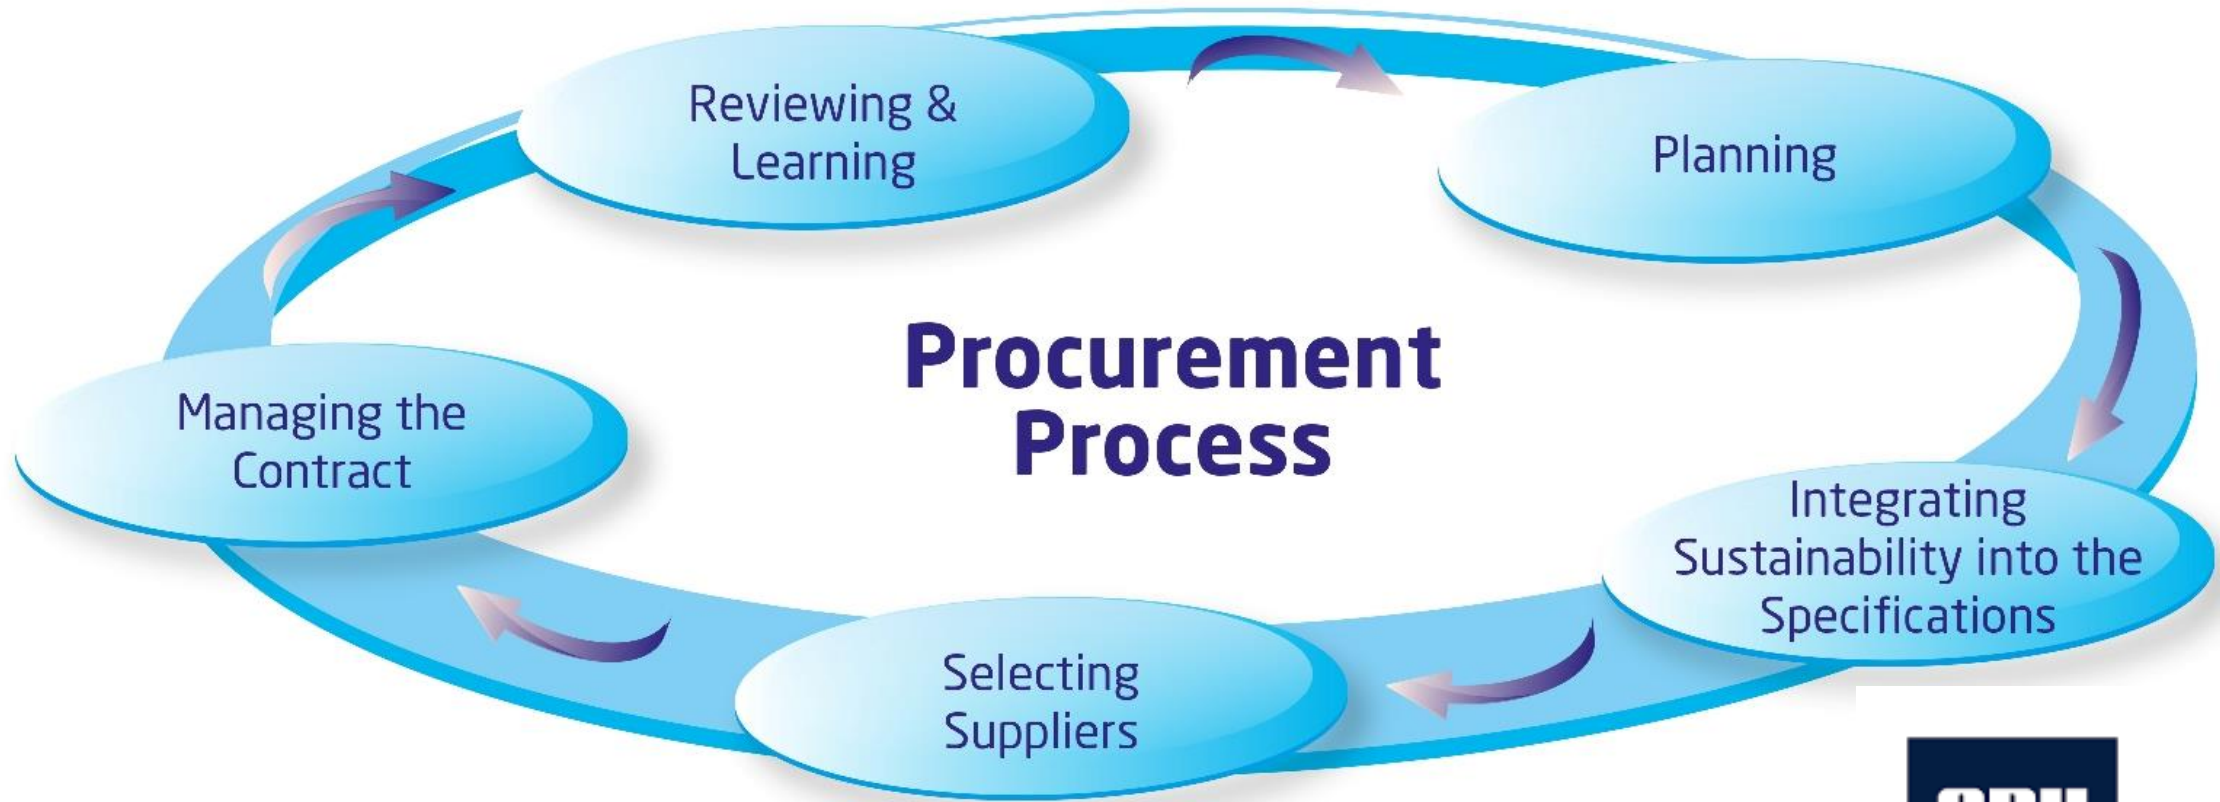 Reviewing &
Learning
Planning
Procurement
Process
Managing the
Contract
Integrating
Sustainability into the
Specifications
Selecting
Suppliers